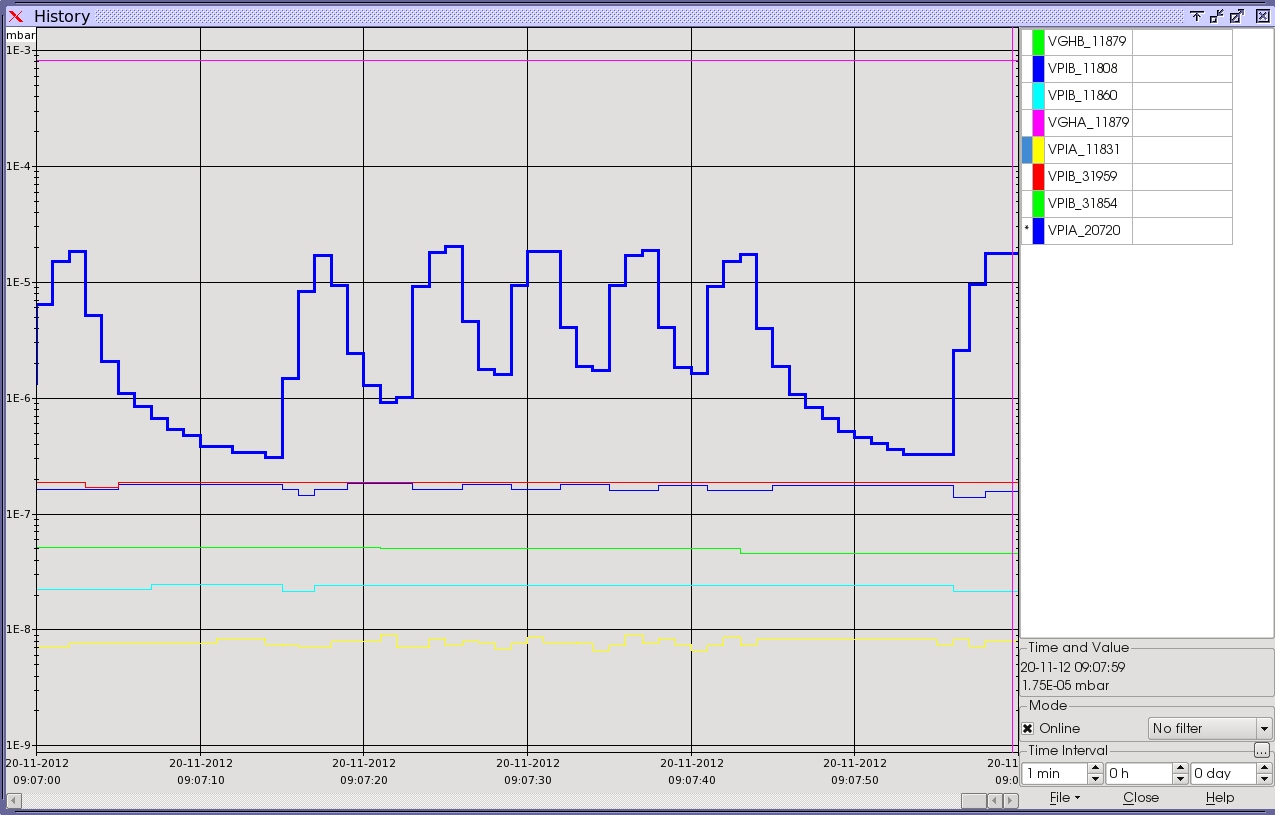 History
mbar
1E-3
1E-4
1E-5
1E-6
1E-7
1E-8
1E-9
20-11-2012 20-11-2012 20-11-2012 20-11-2012 20-11-2012 20-11-2012 20-11
09:07:00 09:07:10 09:07:20 09:07:30 09:07:40 09:07:50 09:0
VGHB_11879
VPIB_11808
VPIB_11860
VGHA_11879
VPIA_11831
VPIB_31959
VPIB_31854
* VPIA_20720
Time and Value
20-11-12 09:07:59
1.75E-05 mbar
Mode
Online No filter
Time Interval ...
1 min 0 h 0 day
File Close Help